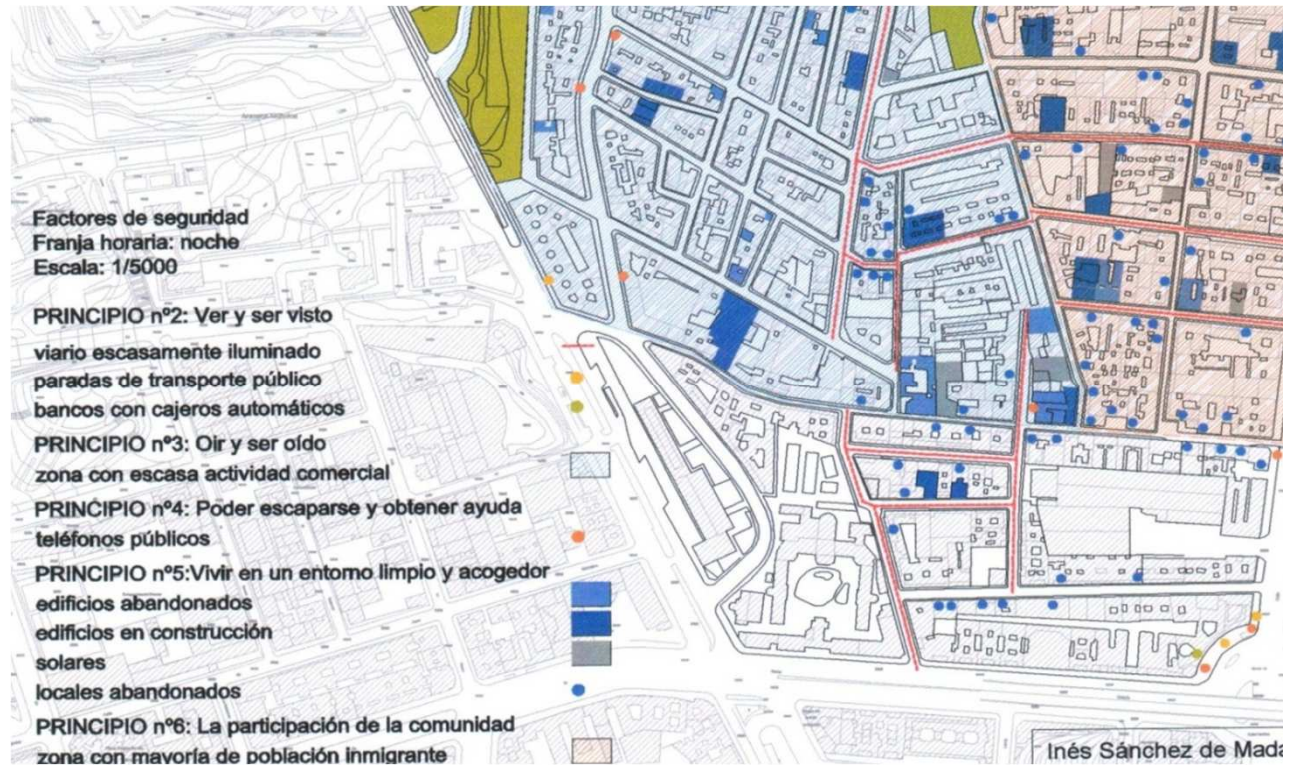 Factores de seguridad
Franja horaria: noche
Escala: 1/5000
PRINCIPIO nº2: Ver y ser visto
viario escasamente iluminado
paradas de transporte público
bancos con cajeros automáticos
PRINCIPIO nº3: Oir y ser oído
zona con escasa actividad comercial
PRINCIPIO nº4: Poder escaparse y obtener ayuda
teléfonos públicos
PRINCIPIO nº5:Vivir en un entorno limpio y acogedor
edificios abandonados
edificios en construcción
solares
locales abandonados
PRINCIPIO nº6: La participación de la comunidad
zona con mayoría de población inmigrante
Inés Sánchez de Mada